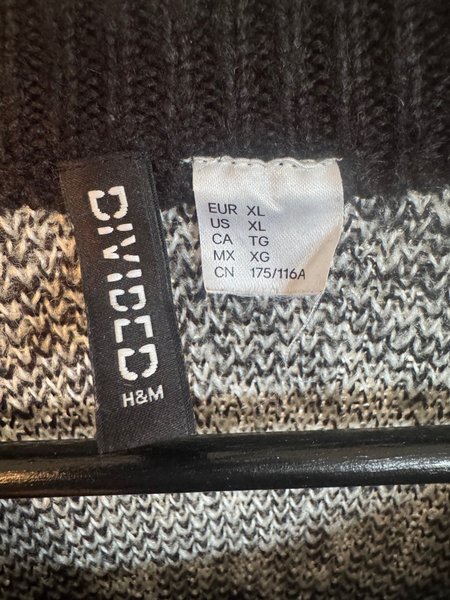 DIVIDED
H&M
EUR XL
US XL
CA TG
MX XG
CN 175/116A